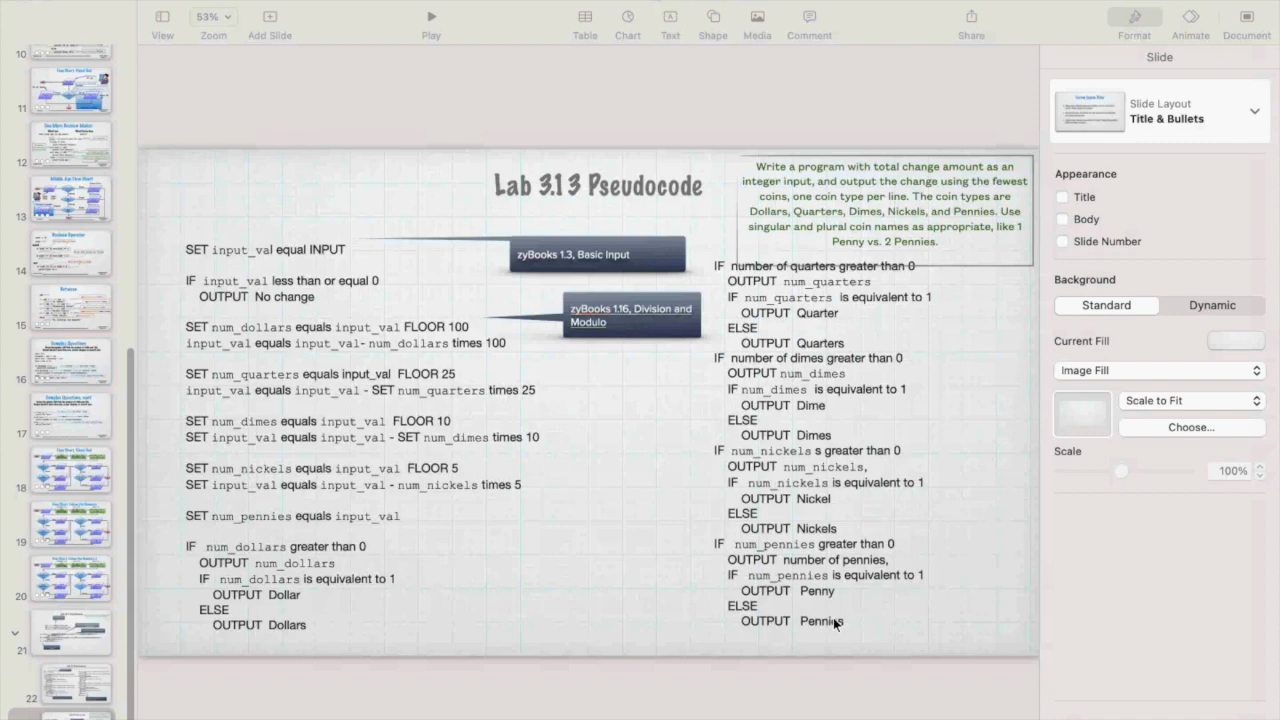 53%
View
Zoom
Add Slide
Play
Table
Chart
Text
Shape
Media
Comment
Share
Format
Animate
Document
10
11
12
13
14
15
16
17
18
19
20
21
22
Lab 3.13 Pseudocode
Write a program with total change amount as an
integer input, and output the change using the fewest
coins, one coin type per line. The coin types are
Dollars, Quarters, Dimes, Nickels, and Pennies. Use
singular and plural coin names as appropriate, like 1
Penny vs. 2 Pennies.
SET input_val equal INPUT
zyBooks 1.3, Basic Input
IF input_val less than or equal 0
OUTPUT No change
zyBooks 1.16, Division and
Modulo
SET num_dollars equals input_val FLOOR 100
input_val equals input_val- num_dollars times100
SET num_quarters equals input_val FLOOR 25
input_val equals input_val - SET num_quarters times 25
SET num_dimes equals input_val FLOOR 10
SET input_val equals input_val - SET num_dimes times 10
SET num_nickels equals input_val FLOOR 5
SET input_val equals input_val - num_nickels times 5
SET num_pennies equals input_val
IF num_dollars greater than 0
OUTPUT num_dollars
IF num_dollars is equivalent to 1
OUTPUT Dollar
ELSE
OUTPUT Dollars
IF number of quarters greater than 0
OUTPUT num_quarters
IF num_quarters is equivalent to 1
OUTPUT Quarter
ELSE
OUTPUT Quarters
IF number of dimes greater than 0
OUTPUT num_dimes
IF num_dimes is equivalent to 1
OUTPUT Dime
ELSE
OUTPUT Dimes
IF num_nickels s greater than 0
OUTPUT num_nickels,
IF num_nickels is equivalent to 1
OUTPUT Nickel
ELSE
OUTPUT Nickels
IF num_pennies greater than 0
OUTPUT number of pennies,
IF num_pennies is equivalent to 1
OUTPUT Penny
ELSE
OUTPUT Pennies
Slide
Slide Layout
Title & Bullets
Appearance
Title
Body
Slide Number
Background
Standard
Dynamic
Current Fill
Image Fill
Scale to Fit
Choose...
Scale
100%